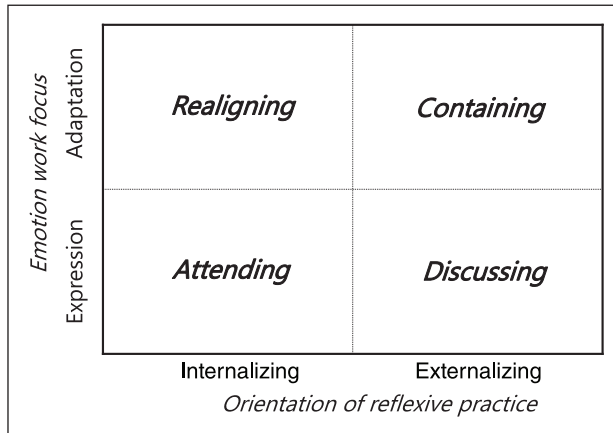 Emotion work focus
Adaptation
Expression
Realigning
Containing
Attending
Discussing
Internalizing
Externalizing
Orientation of reflexive practice